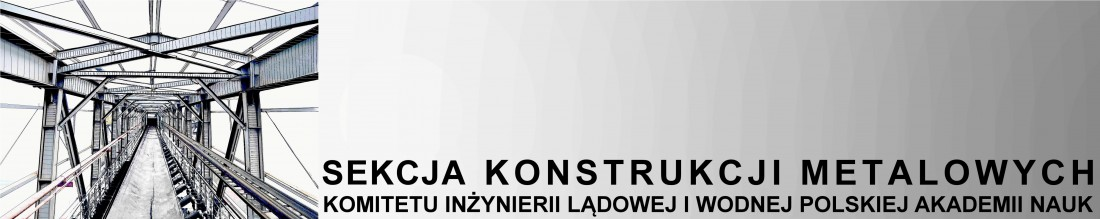 SEKCJA KONSTRUKCJI METALOWYCH
KOMITETU INŻYNIERII LĄDOWEJ I WODNEJ POLSKIEJ AKADEMII NAUK